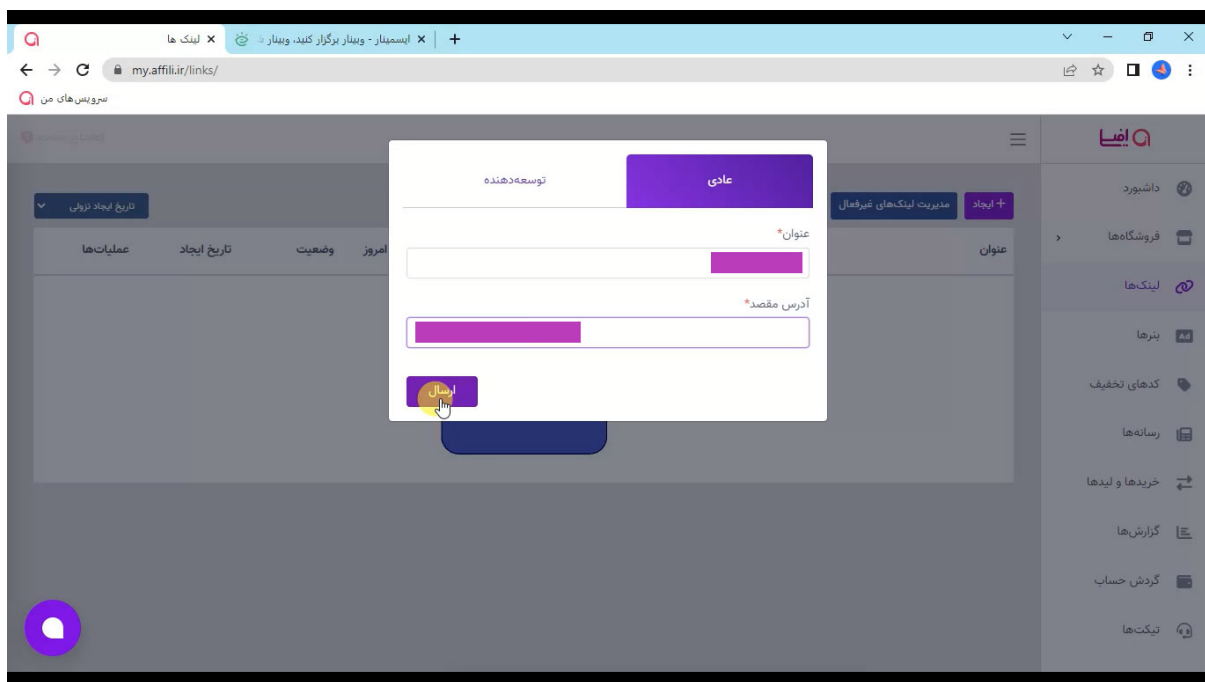 لینک ها
ایسمینار - وبینار برگزار کنید، وبینار
my.affili.ir/links/
سرویس‌های من
افیلی
داشبورد
فروشگاه‌ها
لینک‌ها
بنرها
Ad
کدهای تخفیف
رسانه‌ها
خریدها و لیدها
گزارش‌ها
گردش حساب
تیکت‌ها
+ ایجاد
مدیریت لینک‌های غیرفعال
تاریخ ایجاد نزولی
عنوان
امروز
وضعیت
تاریخ ایجاد
عملیات‌ها
عادی
توسعه‌دهنده
عنوان*
آدرس مقصد*
ارسال